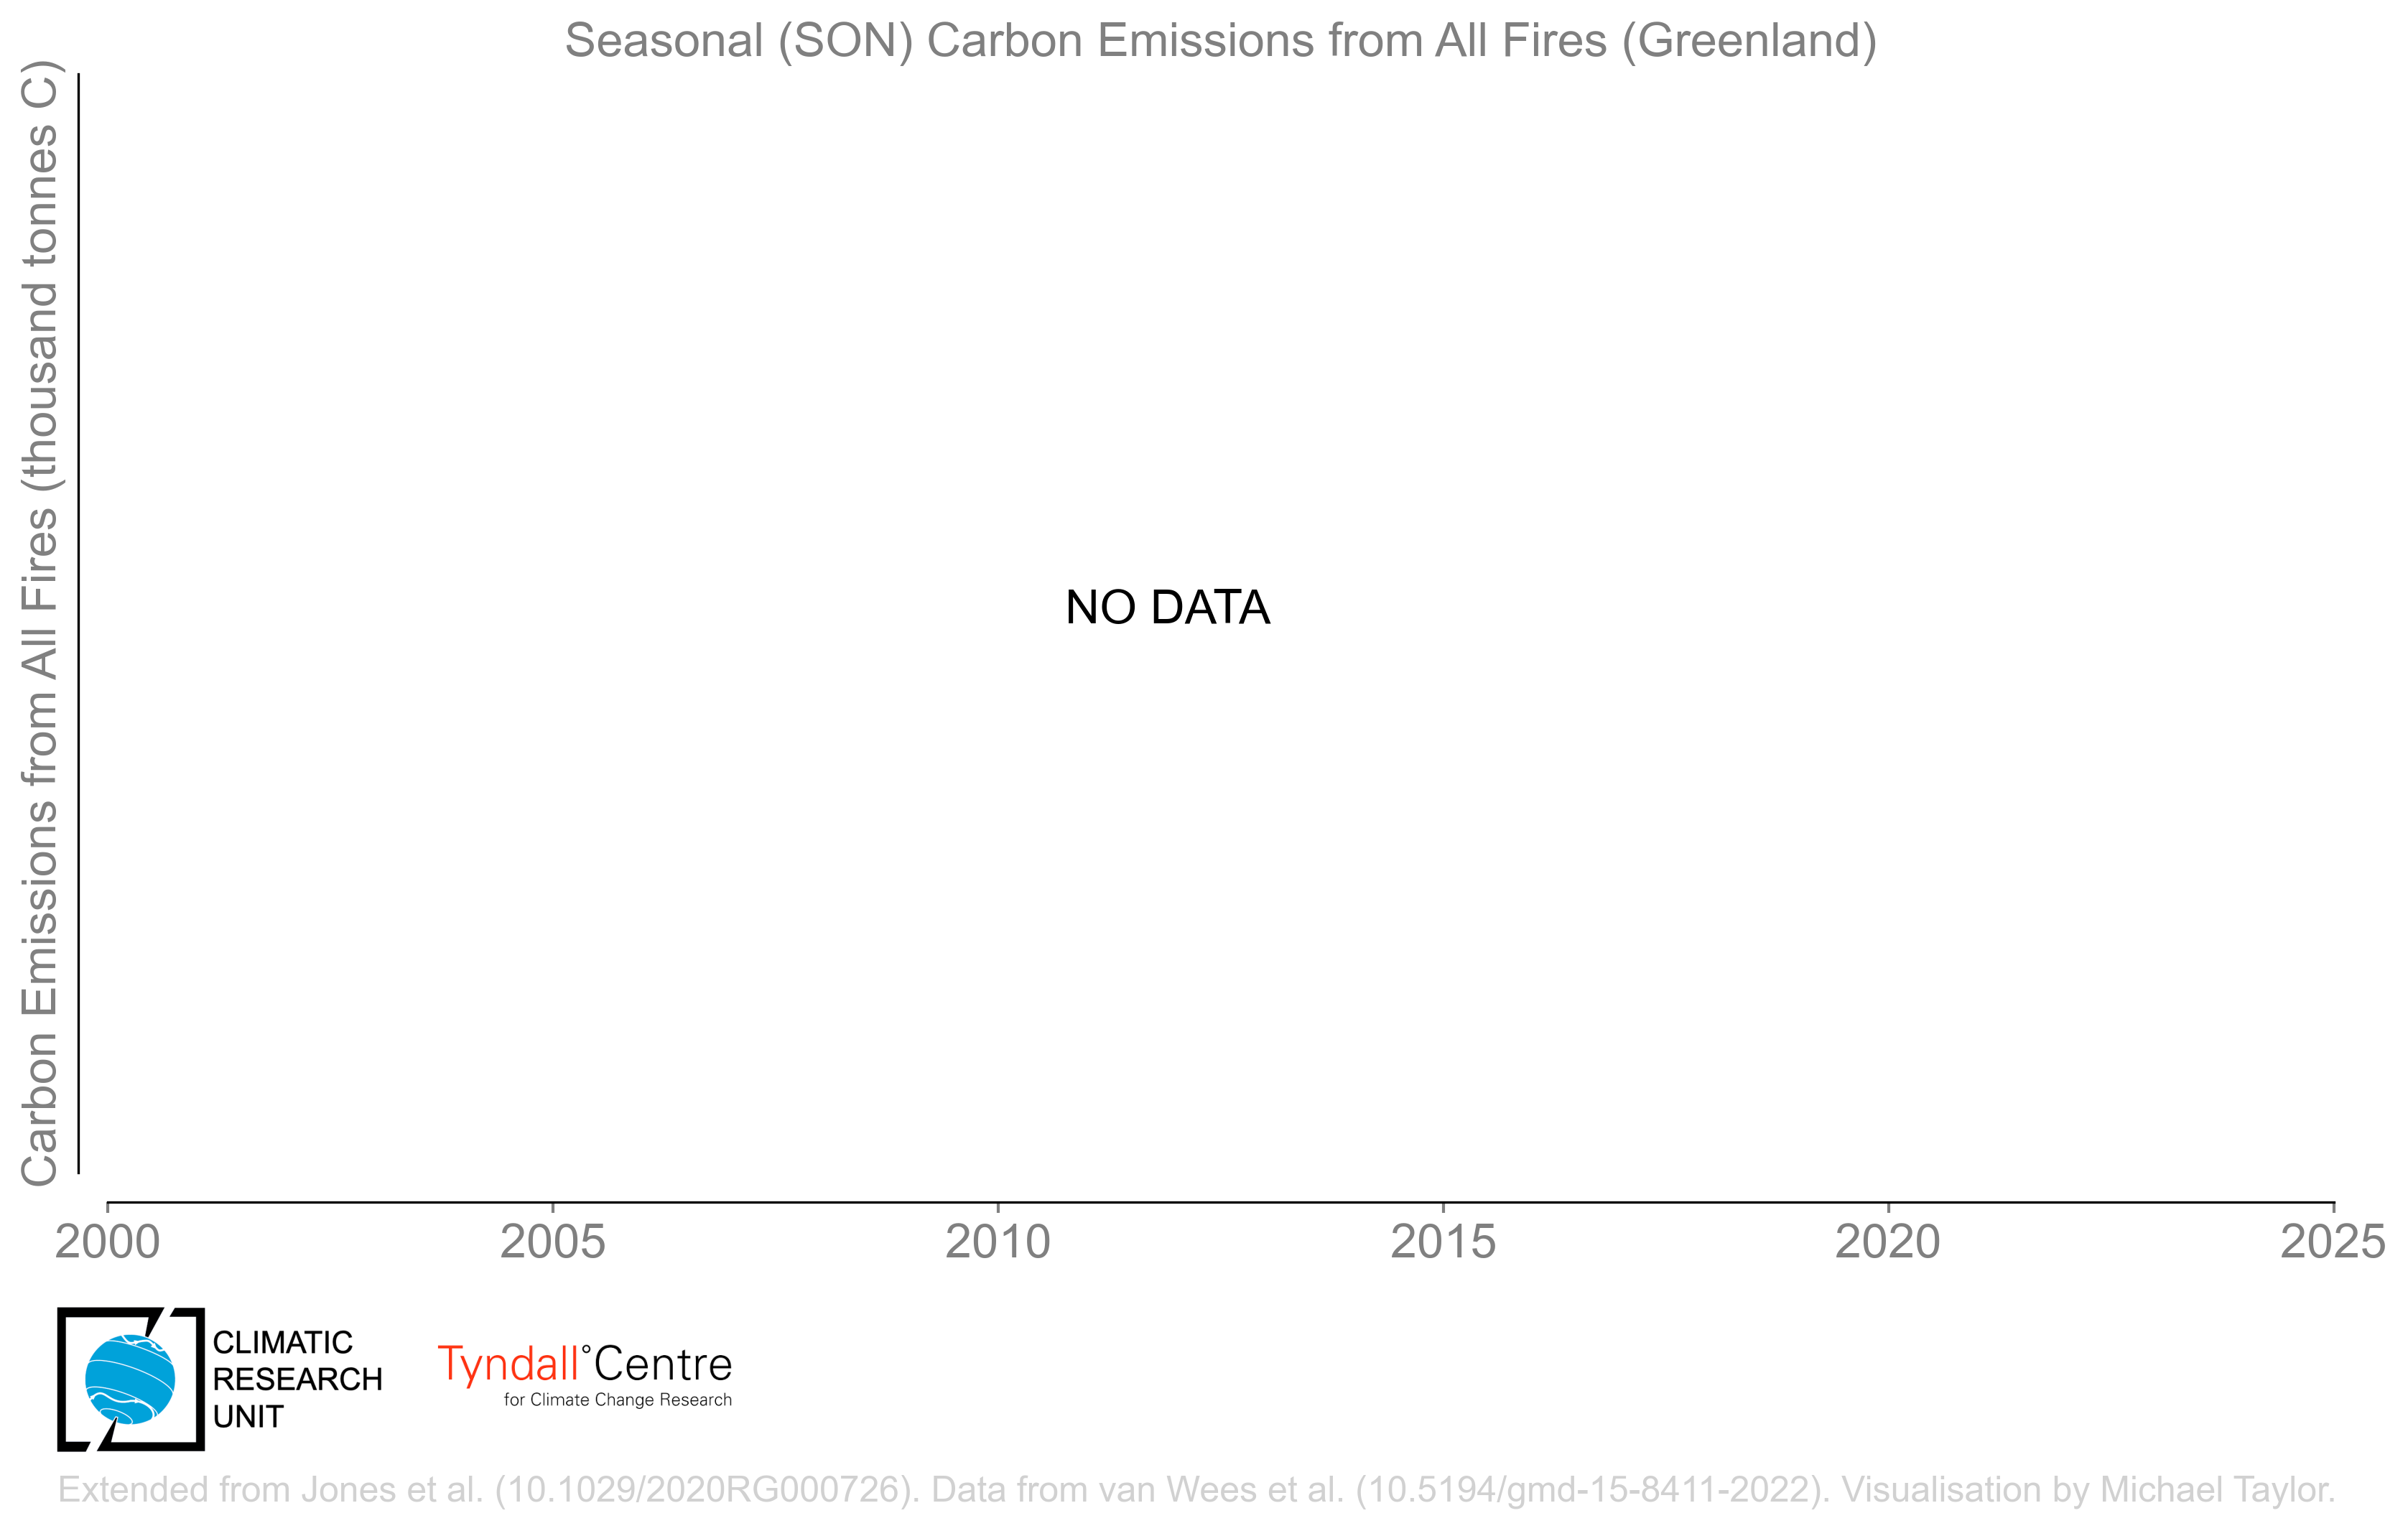 Seasonal (SON) Carbon Emissions from All Fires (Greenland)
Carbon Emissions from All Fires (thousand tonnes C)
NO DATA
2000 2005 2010 2015 2020 2025
CLIMATIC
RESEARCH
UNIT
Tyndall°Centre
for Climate Change Research
Extended from Jones et al. (10.1029/2020RG000726). Data from van Wees et al. (10.5194/gmd-15-8411-2022). Visualisation by Michael Taylor.